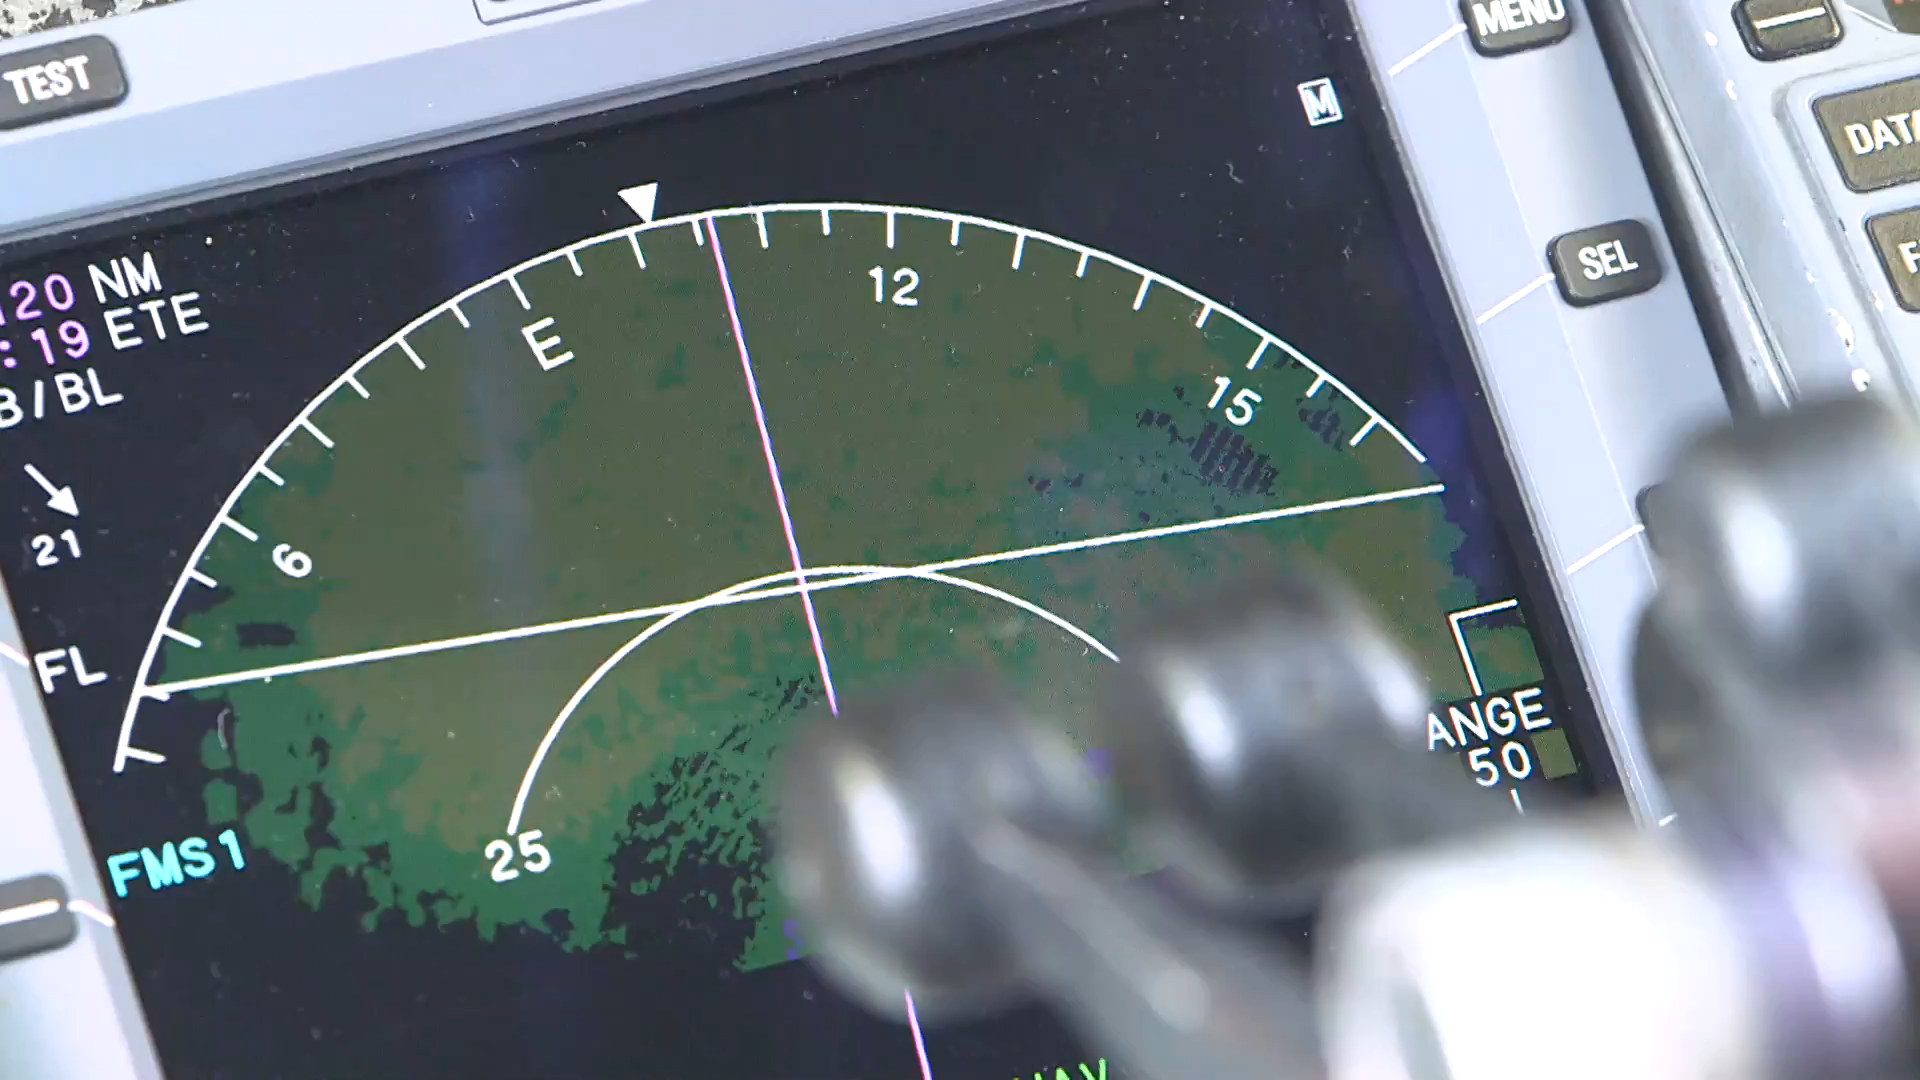 TEST
MENU
M
DATA
20 NM
:19 ETE
B/BL
SEL
E
12
15
21
6
FL
ANGE
50
FMS1
25